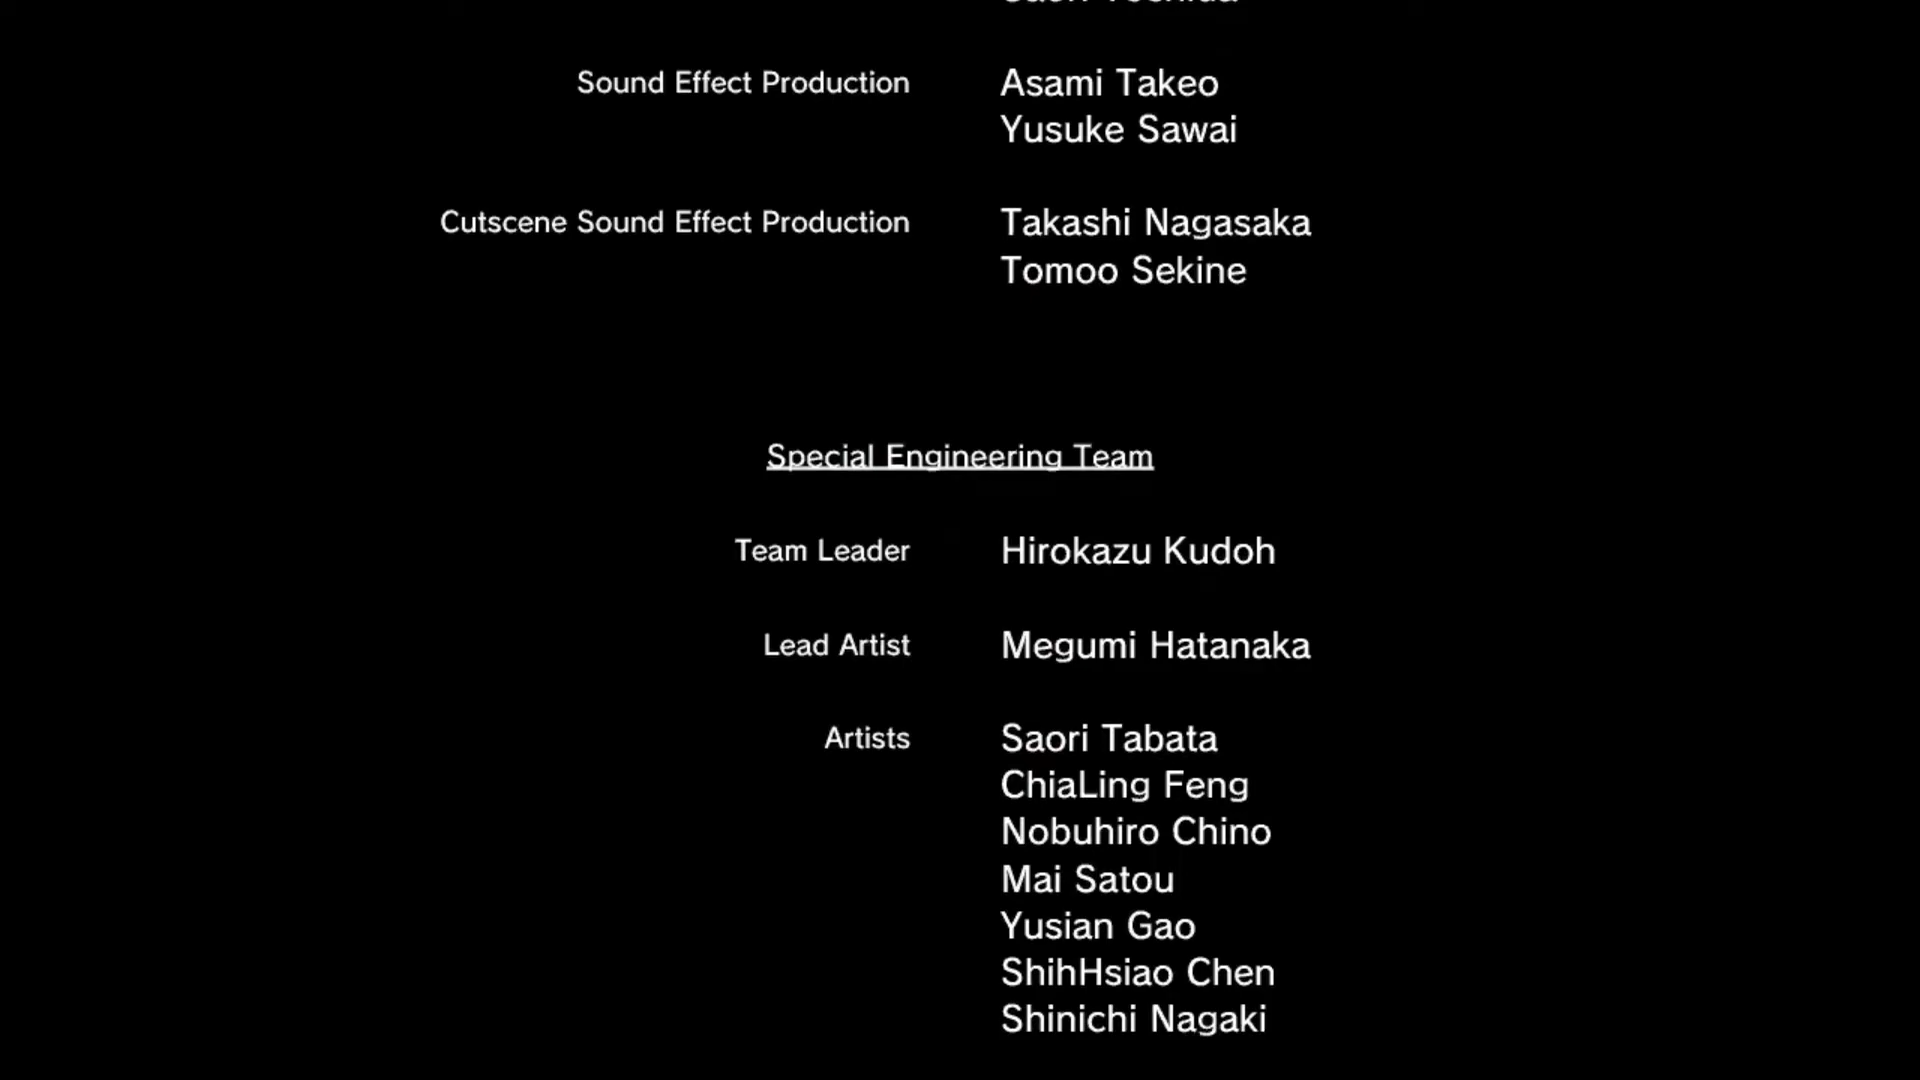 Sound Effect Production Asami Takeo
Yusuke Sawai
Cutscene Sound Effect Production Takashi Nagasaka
Tomoo Sekine
Special Engineering Team
Team Leader Hirokazu Kudoh
Lead Artist Megumi Hatanaka
Artists Saori Tabata
ChiaLing Feng
Nobuhiro Chino
Mai Satou
Yusian Gao
ShihHsiao Chen
Shinichi Nagaki